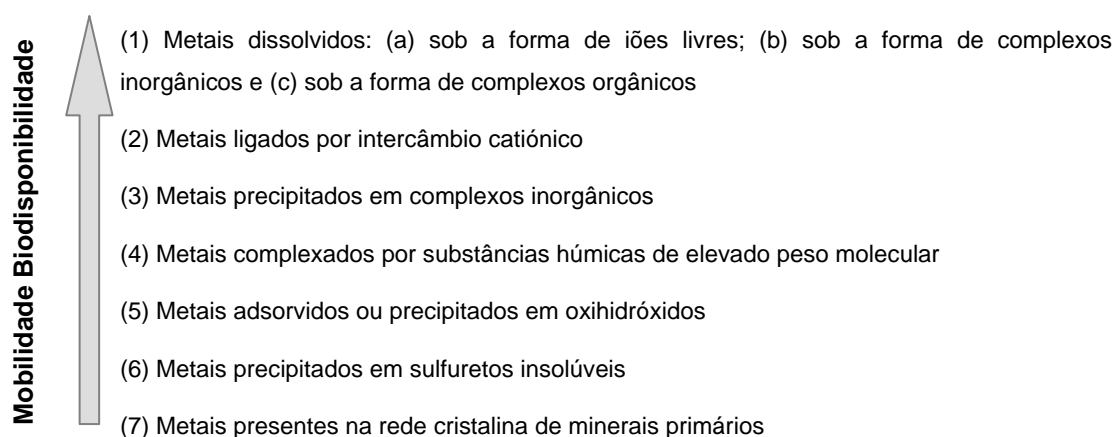 Mobilidade Biodisponibilidade
(1) Metais dissolvidos: (a) sob a forma de iões livres; (b) sob a forma de complexos
inorgânicos e (c) sob a forma de complexos orgânicos
(2) Metais ligados por intercâmbio catiónico
(3) Metais precipitados em complexos inorgânicos
(4) Metais complexados por substâncias húmicas de elevado peso molecular
(5) Metais adsorvidos ou precipitados em oxihidróxidos
(6) Metais precipitados em sulfuretos insolúveis
(7) Metais presentes na rede cristalina de minerais primários